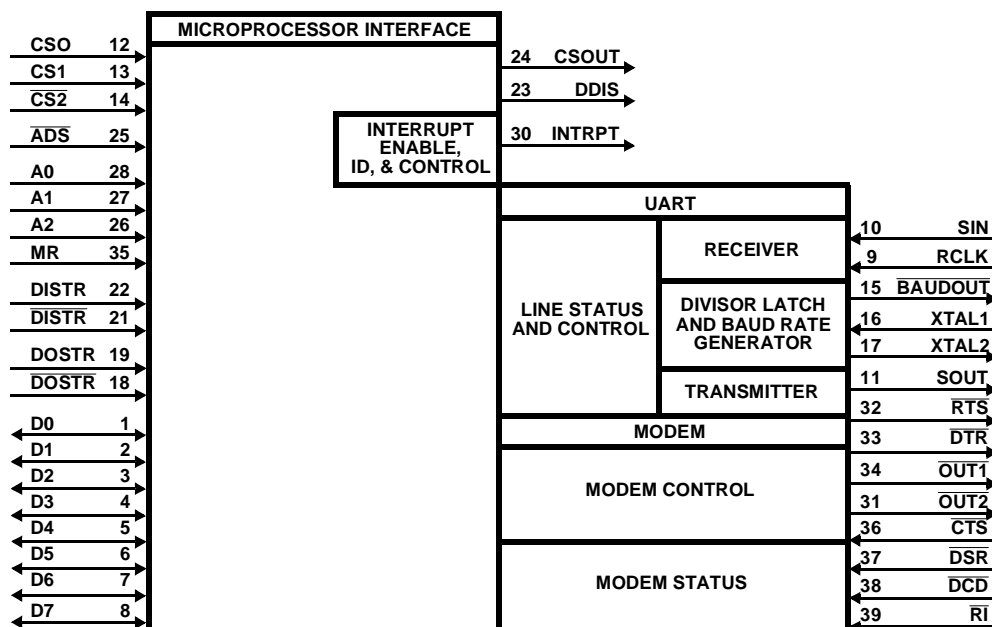 MICROPROCESSOR INTERFACE
CSO 12
CS1 13
CS2 14
ADS 25
A0 28
A1 27
A2 26
MR 35
DISTR 22
DISTR 21
DOSTR 19
DOSTR 18
D0 1
D1 2
D2 3
D3 4
D4 5
D5 6
D6 7
D7 8
24 CSOUT
23 DDIS
30 INTRPT
INTERRUPT
ENABLE,
ID, & CONTROL
UART
LINE STATUS
AND CONTROL
RECEIVER
DIVISOR LATCH
AND BAUD RATE
GENERATOR
TRANSMITTER
MODEM
MODEM CONTROL
MODEM STATUS
10 SIN
9 RCLK
15 BAUDOUT
16 XTAL1
17 XTAL2
11 SOUT
32 RTS
33 DTR
34 OUT1
31 OUT2
36 CTS
37 DSR
38 DCD
39 RI